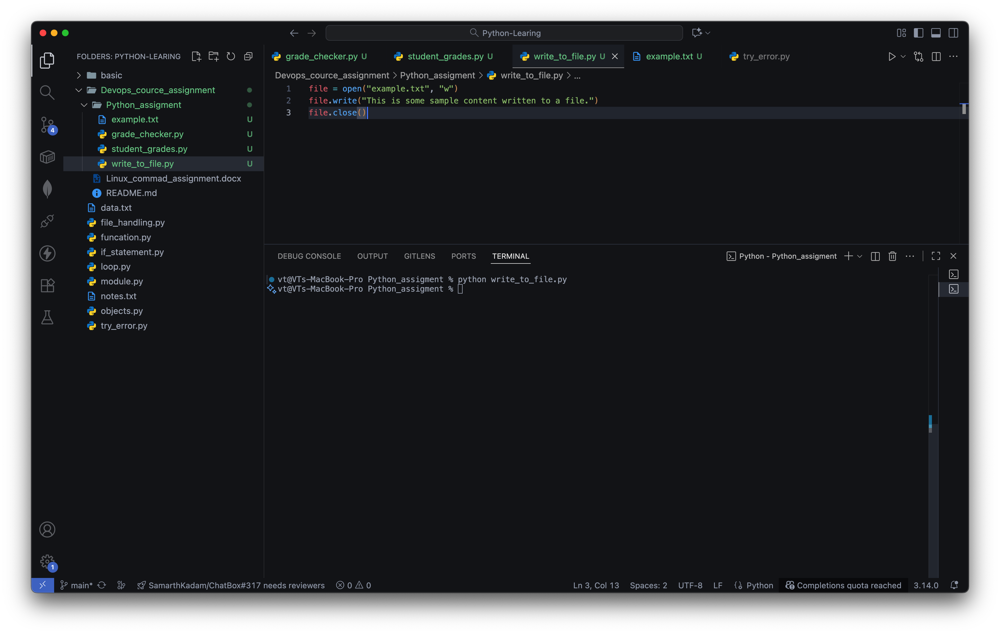 Python-Learing
FOLDERS: PYTHON-LEARING
basic
Devops_cource_assignment
Python_assigment
example.txt U
grade_checker.py U
student_grades.py U
write_to_file.py U
Linux_commad_assignment.docx
README.md
data.txt
file_handling.py
funcation.py
if_statement.py
loop.py
module.py
notes.txt
objects.py
try_error.py
4
1
grade_checker.py U student_grades.py U write_to_file.py U example.txt U try_error.py
Devops_cource_assignment > Python_assigment > write_to_file.py > ...
1 file = open("example.txt", "w")
2 file.write("This is some sample content written to a file.")
3 file.close()
DEBUG CONSOLE OUTPUT GITLENS PORTS TERMINAL Python - Python_assigment
vt@VTs-MacBook-Pro Python_assigment % python write_to_file.py
vt@VTs-MacBook-Pro Python_assigment %
main* SamarthKadam/ChatBox#317 needs reviewers 0 0 Ln 3, Col 13 Spaces: 2 UTF-8 LF Python Completions quota reached 3.14.0